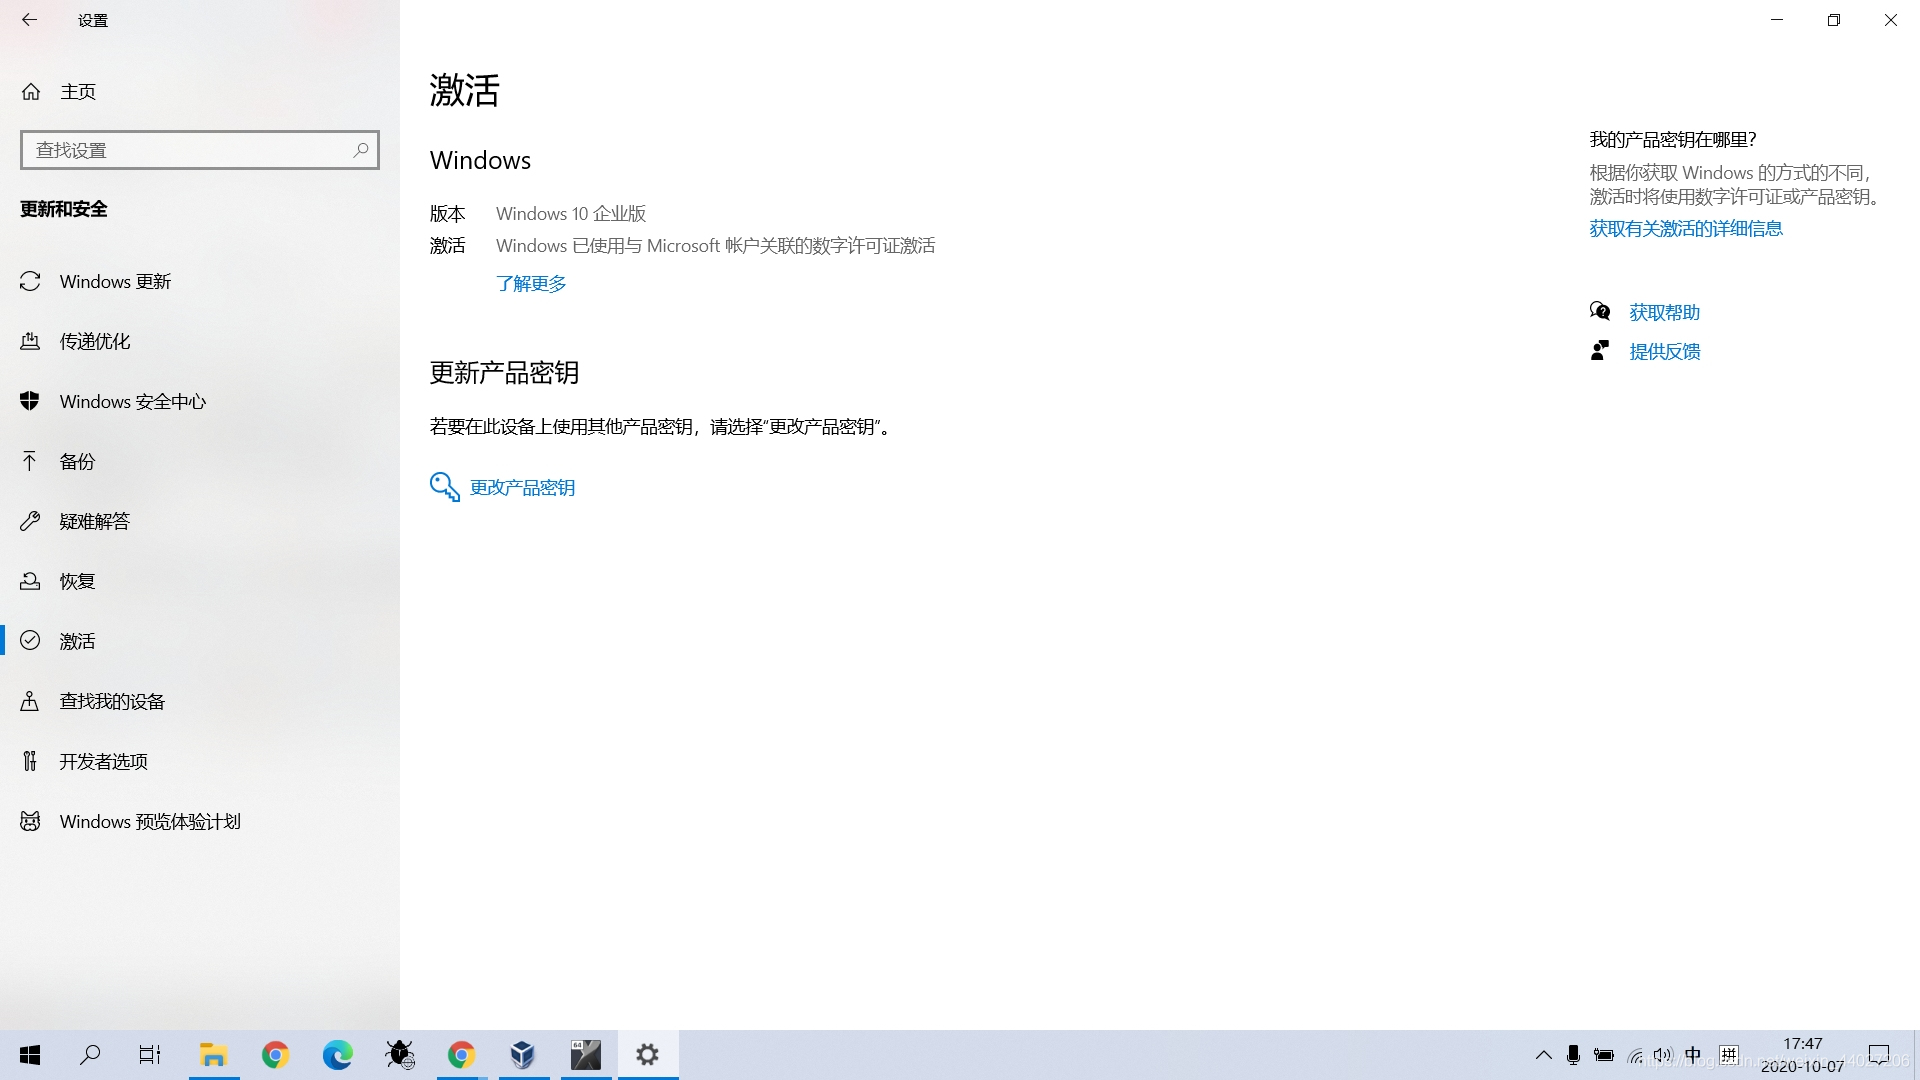 设置
主页
查找设置
更新和安全
Windows 更新
传递优化
Windows 安全中心
备份
疑难解答
恢复
激活
查找我的设备
开发者选项
Windows 预览体验计划
激活
Windows
版本 Windows 10 企业版
激活 Windows 已使用与 Microsoft 帐户关联的数字许可证激活
了解更多
更新产品密钥
若要在此设备上使用其他产品密钥，请选择“更改产品密钥”。
更改产品密钥
我的产品密钥在哪里?
根据你获取 Windows 的方式的不同，
激活时将使用数字许可证或产品密钥。
获取有关激活的详细信息
获取帮助
提供反馈
64
中
拼
17:47
2020-10-07